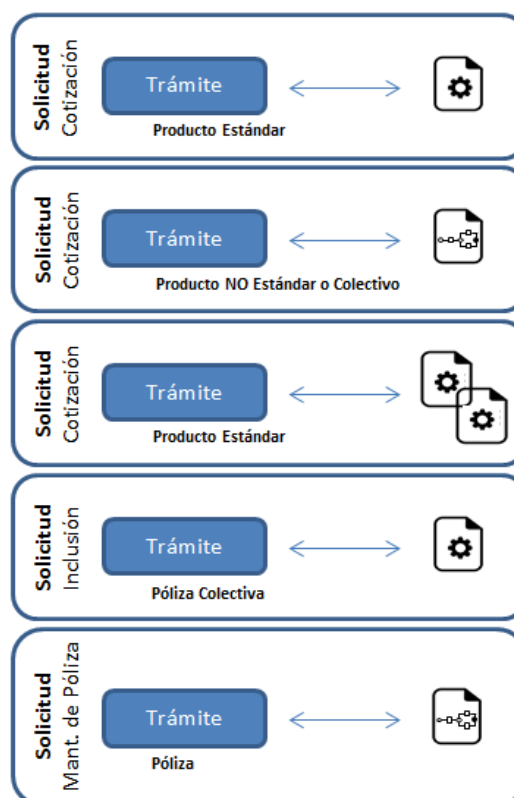 Solicitud
Cotización
Trámite
Producto Estándar
Solicitud
Cotización
Trámite
Producto NO Estándar o Colectivo
Solicitud
Cotización
Trámite
Producto Estándar
Solicitud
Inclusión
Trámite
Póliza Colectiva
Solicitud
Mant. de Póliza
Trámite
Póliza